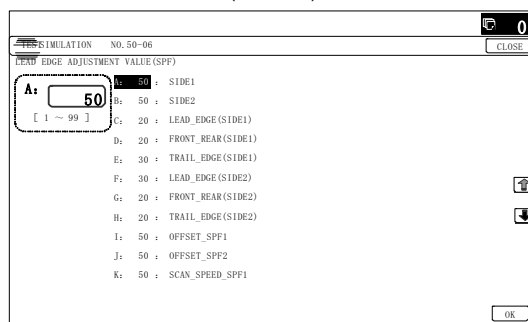 0
TEST SIMULATION NO.50-06
CLOSE
LEAD EDGE ADJUSTMENT VALUE(SPF)
A: 50
[ 1 ~ 99 ]
A: 50 : SIDE1
B: 50 : SIDE2
C: 20 : LEAD_EDGE(SIDE1)
D: 20 : FRONT_REAR(SIDE1)
E: 30 : TRAIL_EDGE(SIDE1)
F: 30 : LEAD_EDGE(SIDE2)
G: 20 : FRONT_REAR(SIDE2)
H: 20 : TRAIL_EDGE(SIDE2)
I: 50 : OFFSET_SPF1
J: 50 : OFFSET_SPF2
K: 50 : SCAN_SPEED_SPF1
OK